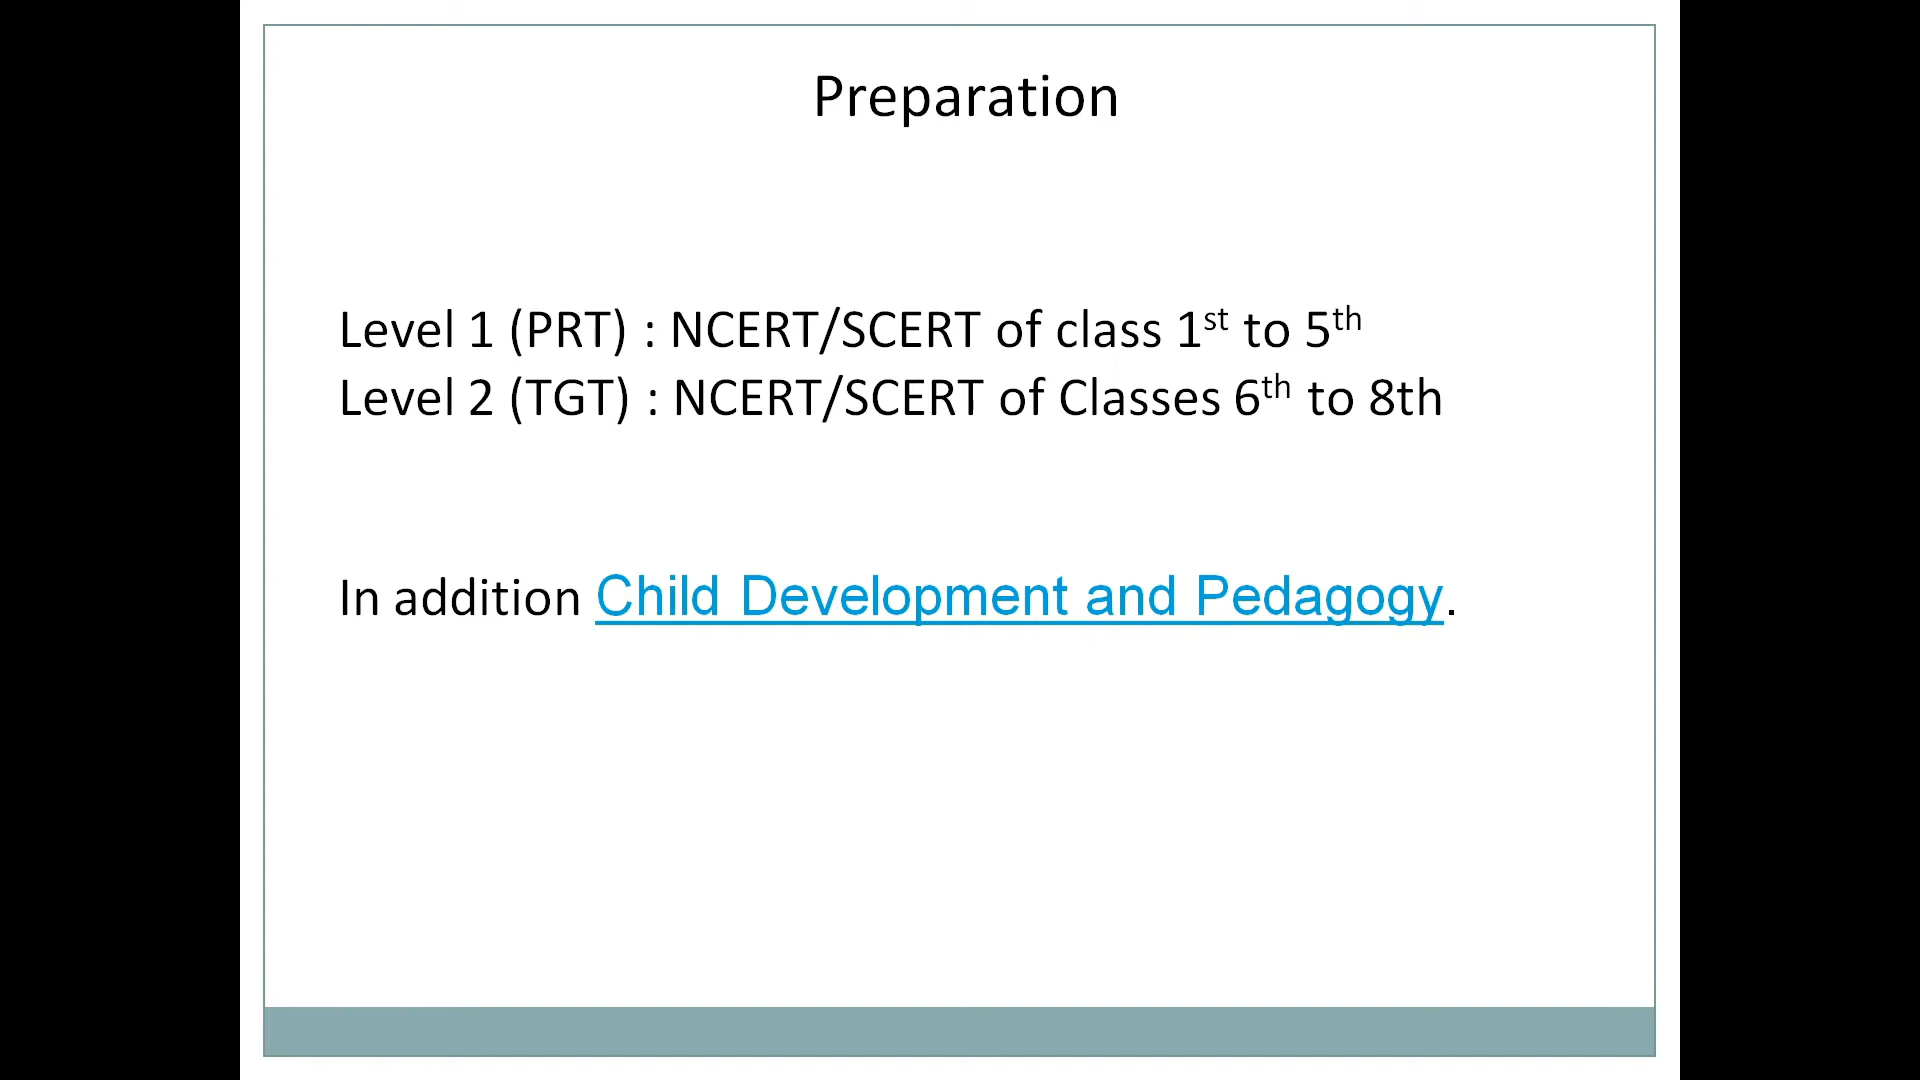 Preparation
Level 1 (PRT) : NCERT/SCERT of class 1st to 5th
Level 2 (TGT) : NCERT/SCERT of Classes 6th to 8th
In addition Child Development and Pedagogy.